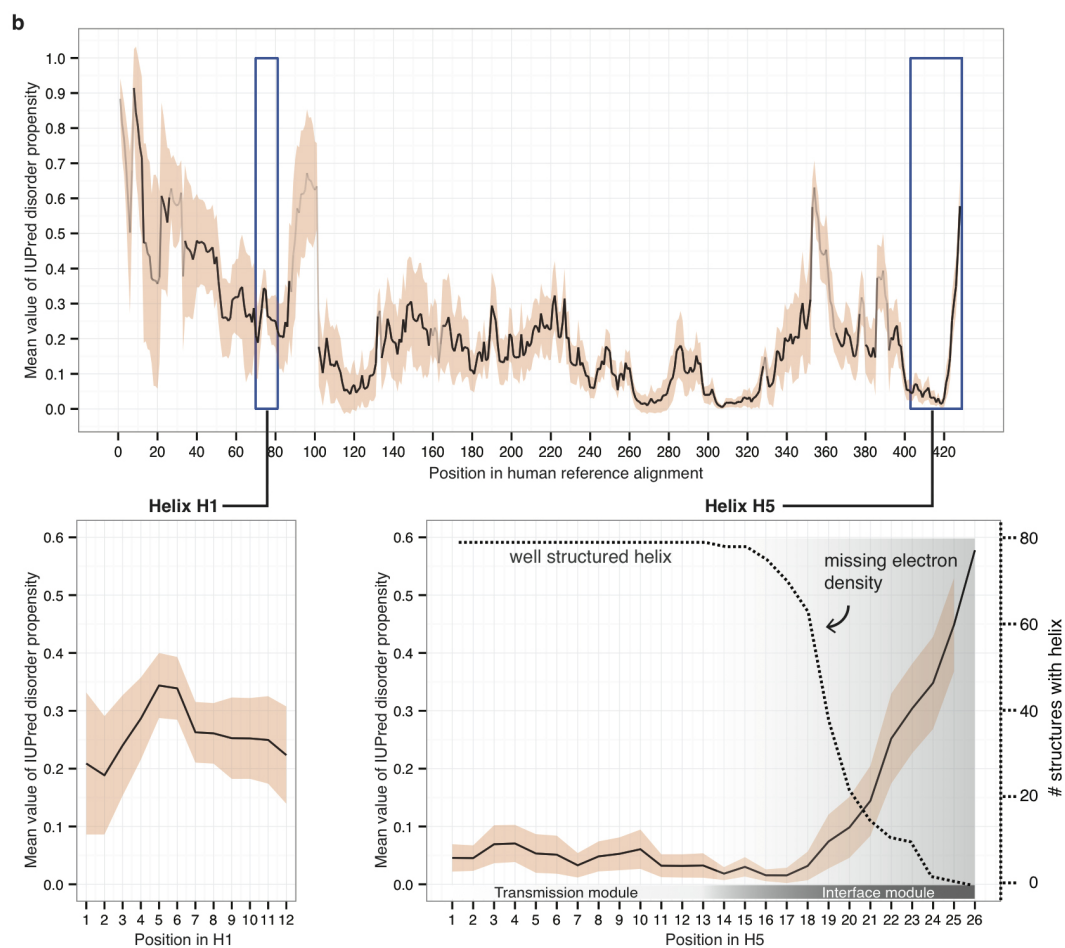 b
Mean value of IUPred disorder propensity
1.0
0.9
0.8
0.7
0.6
0.5
0.4
0.3
0.2
0.1
0.0
0 20 40 60 80 100 120 140 160 180 200 220 240 260 280 300 320 340 360 380 400 420
Position in human reference alignment
Helix H1
Helix H5
Mean value of IUPred disorder propensity
0.6
0.5
0.4
0.3
0.2
0.1
0.0
1 2 3 4 5 6 7 8 9 10 11 12
Position in H1
Mean value of IUPred disorder propensity
0.6
0.5
0.4
0.3
0.2
0.1
0.0
well structured helix
missing electron
density
Transmission module
Interface module
1 2 3 4 5 6 7 8 9 10 11 12 13 14 15 16 17 18 19 20 21 22 23 24 25 26
Position in H5
80
60
40
20
0
# structures with helix